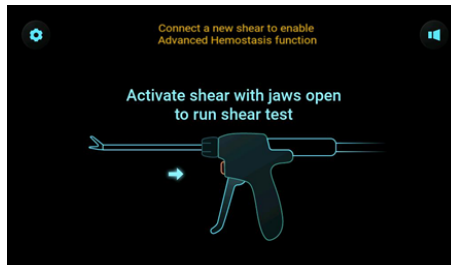 Connect a new shear to enable
Advanced Hemostasis function
Activate shear with jaws open
to run shear test